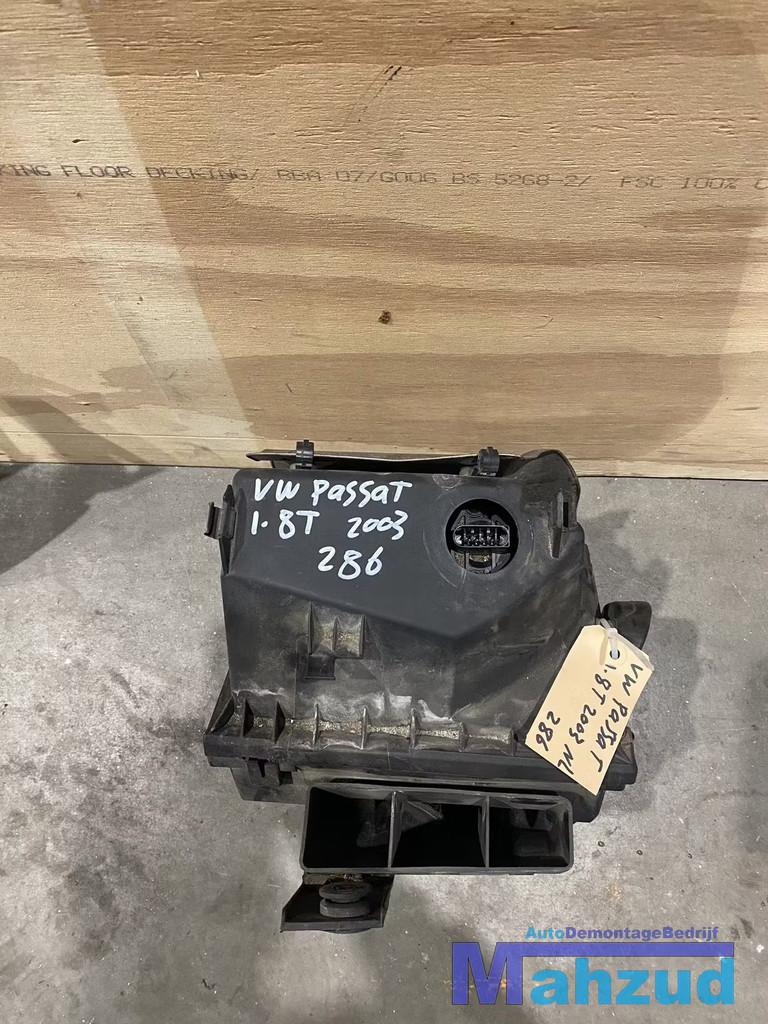 KING FLOOR DECKING/ RBA 07/G006 BS 5268-2/ FSC 100%
VW PASSAT
1.8T 2003
286
VW PASSAT
1.8T 2003 NL
286
AutoDemontageBedrijf
Mahzud